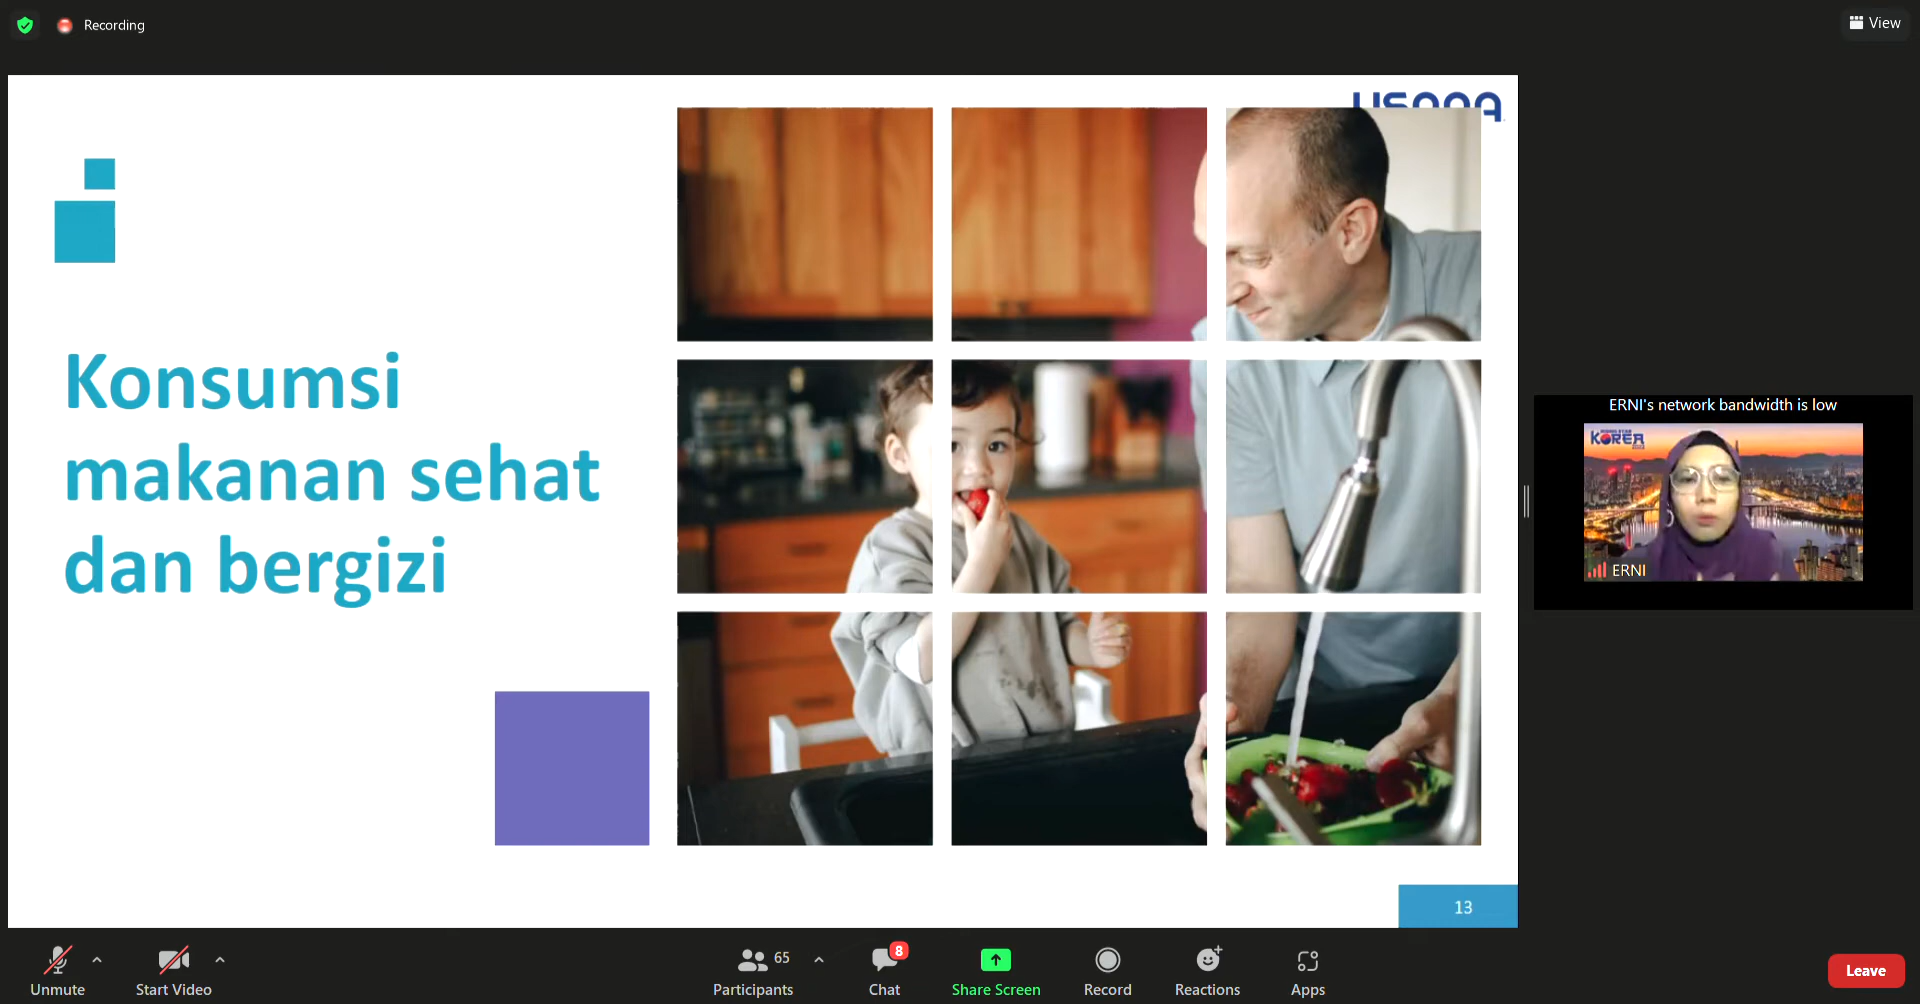 Recording
View
USANA
Konsumsi
makanan sehat
dan bergizi
13
ERNI's network bandwidth is low
KOREA
ERNI
Unmute
Start Video
65
Participants
8
Chat
Share Screen
Record
Reactions
Apps
Leave